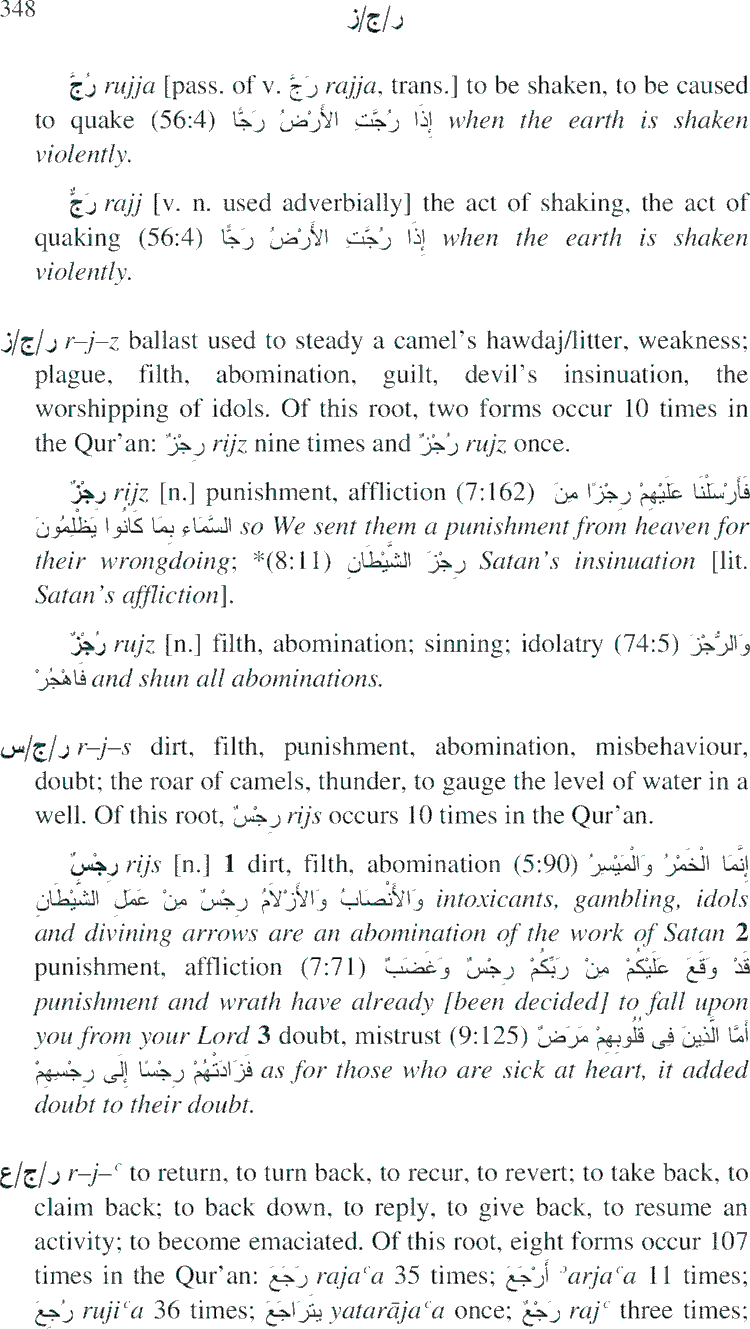 348
ر/ج/ز
رُجَّ rujja [pass. of v. رَجَّ rajja, trans.] to be shaken, to be caused
to quake (56:4) إِذَا رُجَّتِ الأَرْضُ رَجًّا when the earth is shaken
violently.
رَجٌّ rajj [v. n. used adverbially] the act of shaking, the act of
quaking (56:4) إِذَا رُجَّتِ الأَرْضُ رَجًّا when the earth is shaken
violently.
ر/ج/ز r–j–z ballast used to steady a camel's hawdaj/litter, weakness;
plague, filth, abomination, guilt, devil's insinuation, the
worshipping of idols. Of this root, two forms occur 10 times in
the Qur'an: رِجْزٌ rijz nine times and رُجْزٌ rujz once.
رِجْزٌ rijz [n.] punishment, affliction (7:162) فَأَرْسَلْنَا عَلَيْهِمْ رِجْزًا مِنَ
السَّمَاءِ بِمَا كَانُوا يَظْلِمُونَ so We sent them a punishment from heaven for
their wrongdoing; *(8:11) رِجْزَ الشَّيْطَانِ Satan's insinuation [lit.
Satan's affliction].
رُجْزٌ rujz [n.] filth, abomination; sinning; idolatry (74:5) وَالرُّجْزَ
فَاهْجُرْ and shun all abominations.
ر/ج/س r–j–s dirt, filth, punishment, abomination, misbehaviour,
doubt; the roar of camels, thunder, to gauge the level of water in a
well. Of this root, رِجْسٌ rijs occurs 10 times in the Qur'an.
رِجْسٌ rijs [n.] 1 dirt, filth, abomination (5:90) إِنَّمَا الْخَمْرُ وَالْمَيْسِرُ
وَالأَنْصَابُ وَالأَزْلاَمُ رِجْسٌ مِنْ عَمَلِ الشَّيْطَانِ intoxicants, gambling, idols
and divining arrows are an abomination of the work of Satan 2
punishment, affliction (7:71) قَدْ وَقَعَ عَلَيْكُمْ مِنْ رَبِّكُمْ رِجْسٌ وَغَضَبٌ
punishment and wrath have already [been decided] to fall upon
you from your Lord 3 doubt, mistrust (9:125) أَمَّا الَّذِينَ فِى قُلُوبِهِمْ مَرَضٌ
فَزَادَتْهُمْ رِجْسًا إِلَى رِجْسِهِمْ as for those who are sick at heart, it added
doubt to their doubt.
ر/ج/ع r–j–ʿ to return, to turn back, to recur, to revert; to take back, to
claim back; to back down, to reply, to give back, to resume an
activity; to become emaciated. Of this root, eight forms occur 107
times in the Qur'an: رَجَعَ rajaʿa 35 times; أَرْجَعَ ʾarjaʿa 11 times;
رُجِعَ rujiʿa 36 times; يَتَرَاجَعَ yatarājaʿa once; رَجْعٌ rajʿ three times;